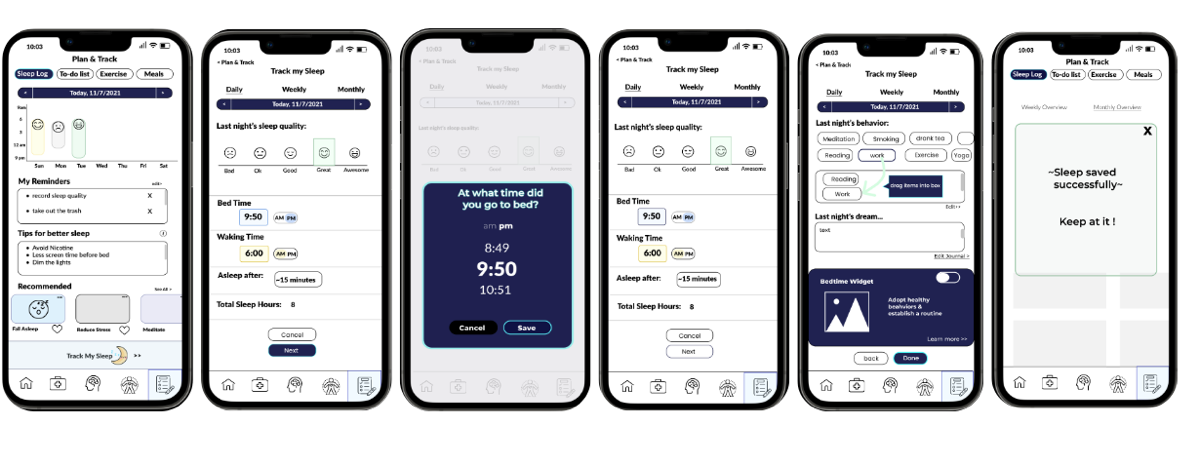 10:03
Plan & Track
Sleep Log To-do list Exercise Meals
< Today, 11/7/2021 >
9am
6
12 am
9 pm
Sun Mon Tue Wed Thu Fri Sat
My Reminders
edit>
• record sleep quality X
• take out the trash X
Tips for better sleep
• Avoid Nicotine
• Less screen time before bed
• Dim the lights
Recommended
See All >
Fall Asleep Reduce Stress Meditate
Track My Sleep >>
10:03
< Plan & Track
Track my Sleep
Daily Weekly Monthly
< Today, 11/7/2021 >
Last night's sleep quality:
Bad Ok Good Great Awesome
Bed Time
9:50 AM PM
Waking Time
6:00 AM PM
Asleep after: ~15 minutes
Total Sleep Hours: 8
Cancel
Next
10:03
< Plan & Track
Track my Sleep
Daily Weekly Monthly
< Today, 11/7/2021 >
Last night's sleep quality:
Bad Ok Good Great Awesome
At what time did
you go to bed?
am pm
8:49
9:50
10:51
Cancel Save
10:03
< Plan & Track
Track my Sleep
Daily Weekly Monthly
< Today, 11/7/2021 >
Last night's sleep quality:
Bad Ok Good Great Awesome
Bed Time
9:50 AM PM
Waking Time
6:00 AM PM
Asleep after: ~15 minutes
Total Sleep Hours: 8
Cancel
Next
10:03
< Plan & Track
Track my Sleep
Daily Weekly Monthly
< Today, 11/7/2021 >
Last night's behavior:
Meditation Smoking drank tea
Reading work Exercise Yoga
Reading
Work
drag items into box
Edit>>
Last night's dream...
text
Edit Journal >
Bedtime Widget
Adopt healthy
beahviors &
establish a routine
Learn more >>
back Done
10:03
Plan & Track
Sleep Log To-do list Exercise Meals
Weekly Overview Monthly Overview
X
~Sleep saved
successfully~
Keep at it !